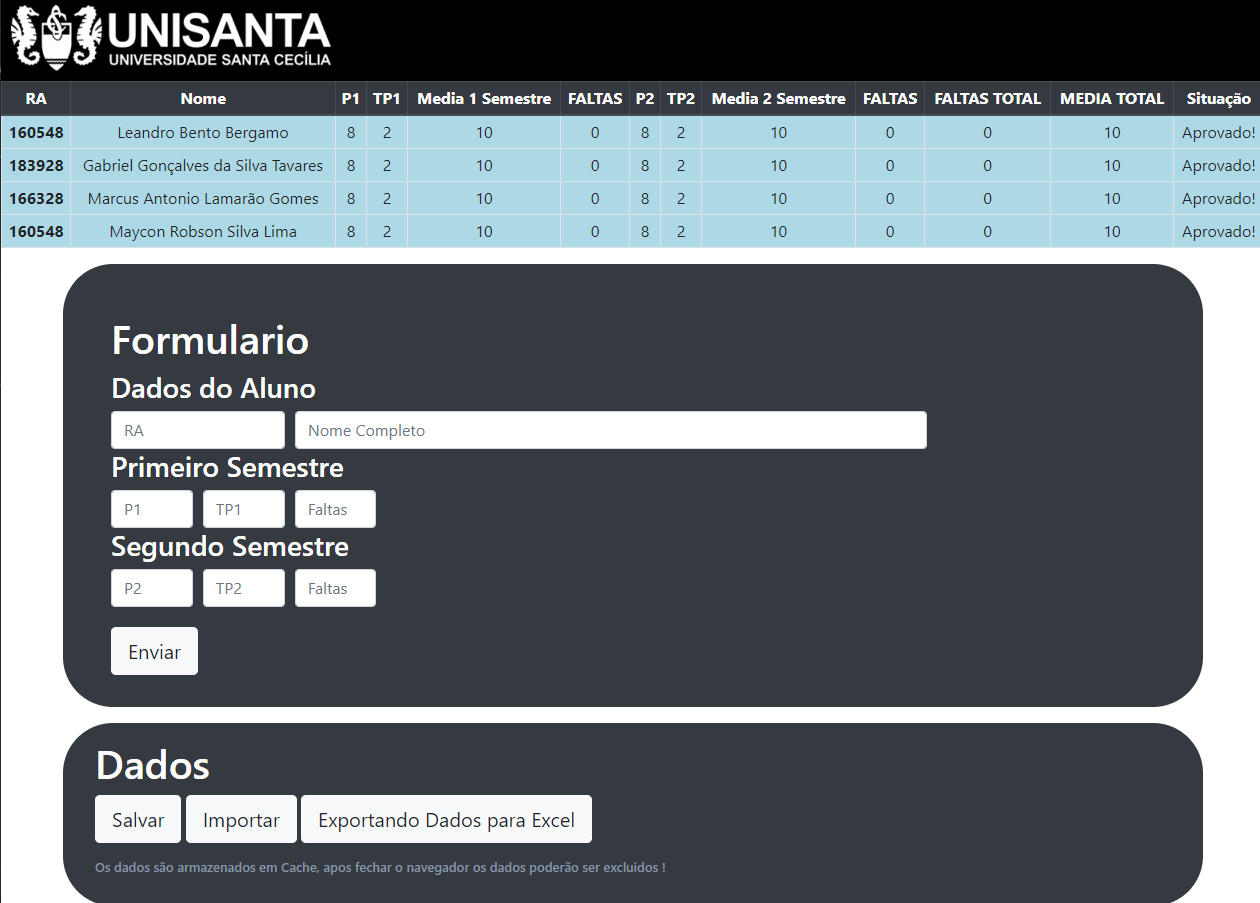 UNISANTA
UNIVERSIDADE SANTA CECÍLIA
RA Nome P1 TP1 Media 1 Semestre FALTAS P2 TP2 Media 2 Semestre FALTAS FALTAS TOTAL MEDIA TOTAL Situação
160548 Leandro Bento Bergamo 8 2 10 0 8 2 10 0 0 10 Aprovado!
183928 Gabriel Gonçalves da Silva Tavares 8 2 10 0 8 2 10 0 0 10 Aprovado!
166328 Marcus Antonio Lamarão Gomes 8 2 10 0 8 2 10 0 0 10 Aprovado!
160548 Maycon Robson Silva Lima 8 2 10 0 8 2 10 0 0 10 Aprovado!
Formulario
Dados do Aluno
RA Nome Completo
Primeiro Semestre
P1 TP1 Faltas
Segundo Semestre
P2 TP2 Faltas
Enviar
Dados
Salvar Importar Exportando Dados para Excel
Os dados são armazenados em Cache, apos fechar o navegador os dados poderão ser excluidos !